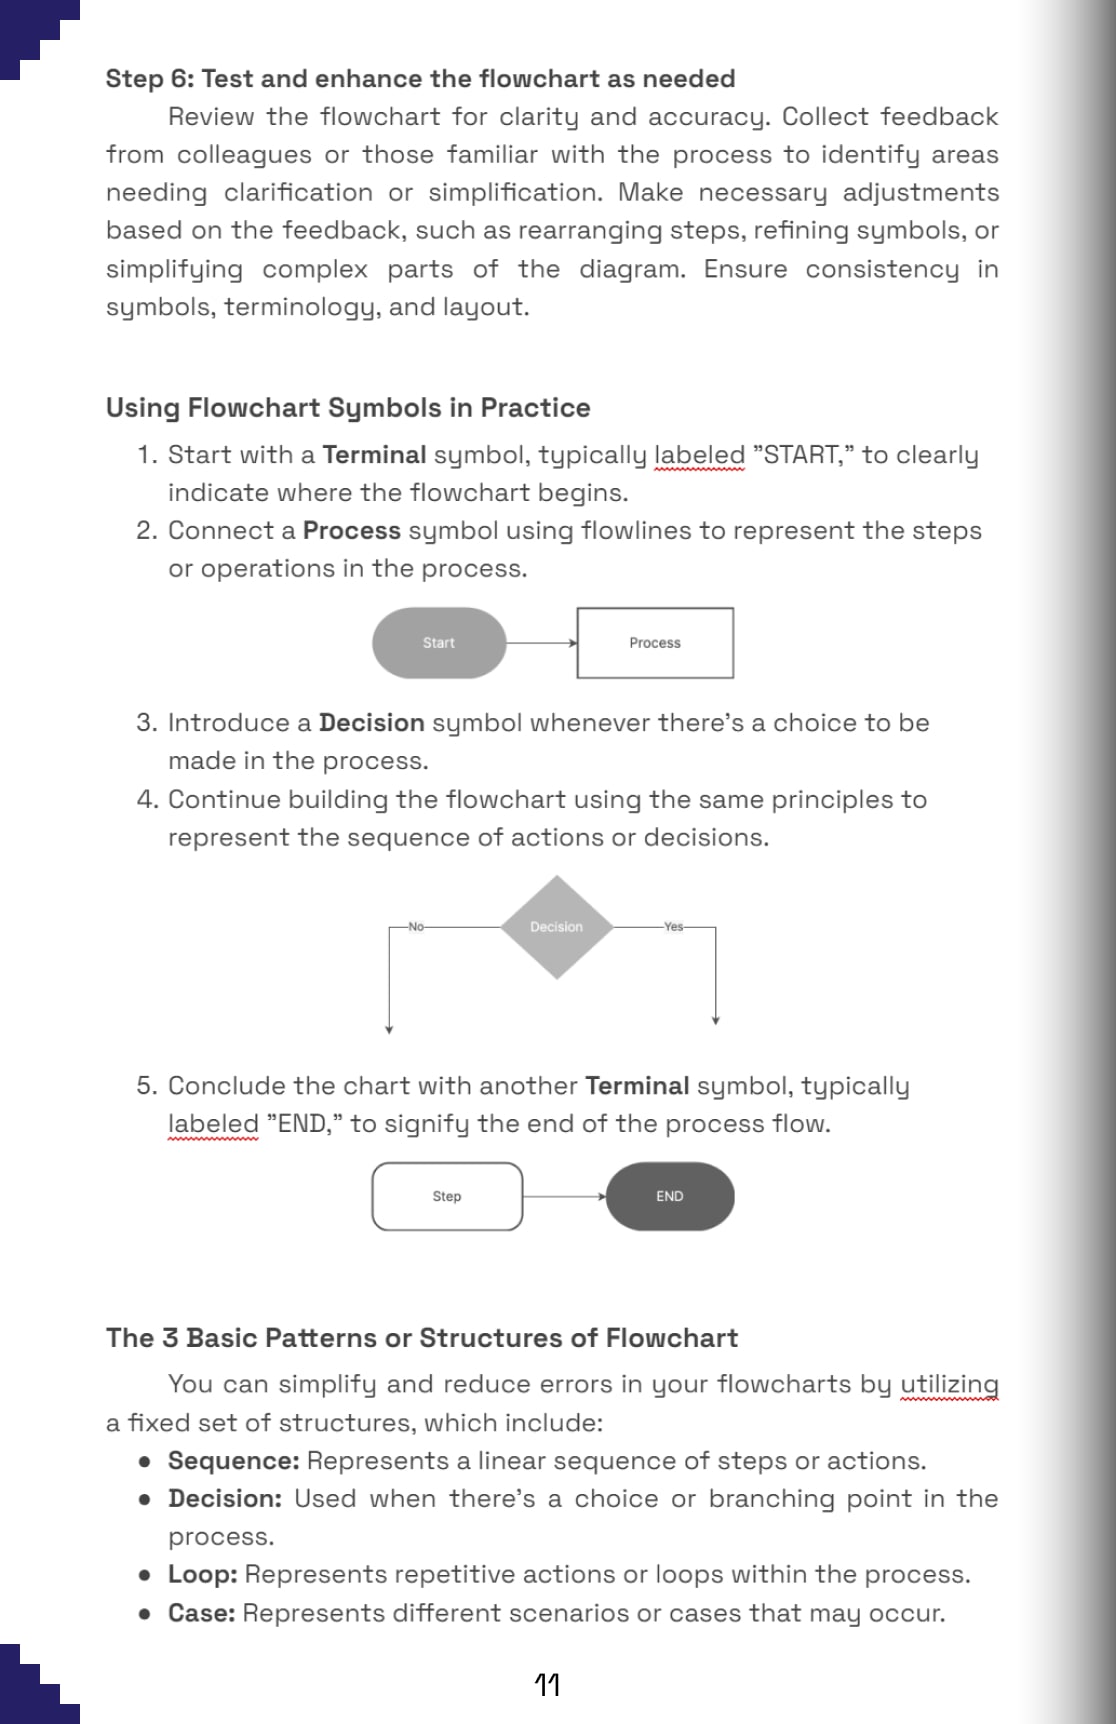 Step 6: Test and enhance the flowchart as needed
Review the flowchart for clarity and accuracy. Collect feedback
from colleagues or those familiar with the process to identify areas
needing clarification or simplification. Make necessary adjustments
based on the feedback, such as rearranging steps, refining symbols, or
simplifying complex parts of the diagram. Ensure consistency in
symbols, terminology, and layout.
Using Flowchart Symbols in Practice
1. Start with a Terminal symbol, typically labeled ”START,” to clearly
indicate where the flowchart begins.
2. Connect a Process symbol using flowlines to represent the steps
or operations in the process.
Start
Process
3. Introduce a Decision symbol whenever there’s a choice to be
made in the process.
4. Continue building the flowchart using the same principles to
represent the sequence of actions or decisions.
No
Decision
Yes
5. Conclude the chart with another Terminal symbol, typically
labeled ”END,” to signify the end of the process flow.
Step
END
The 3 Basic Patterns or Structures of Flowchart
You can simplify and reduce errors in your flowcharts by utilizing
a fixed set of structures, which include:
● Sequence: Represents a linear sequence of steps or actions.
● Decision: Used when there’s a choice or branching point in the
process.
● Loop: Represents repetitive actions or loops within the process.
● Case: Represents different scenarios or cases that may occur.
11